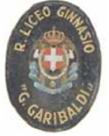 R. LICEO GINNASIO
"G. GARIBALDI"